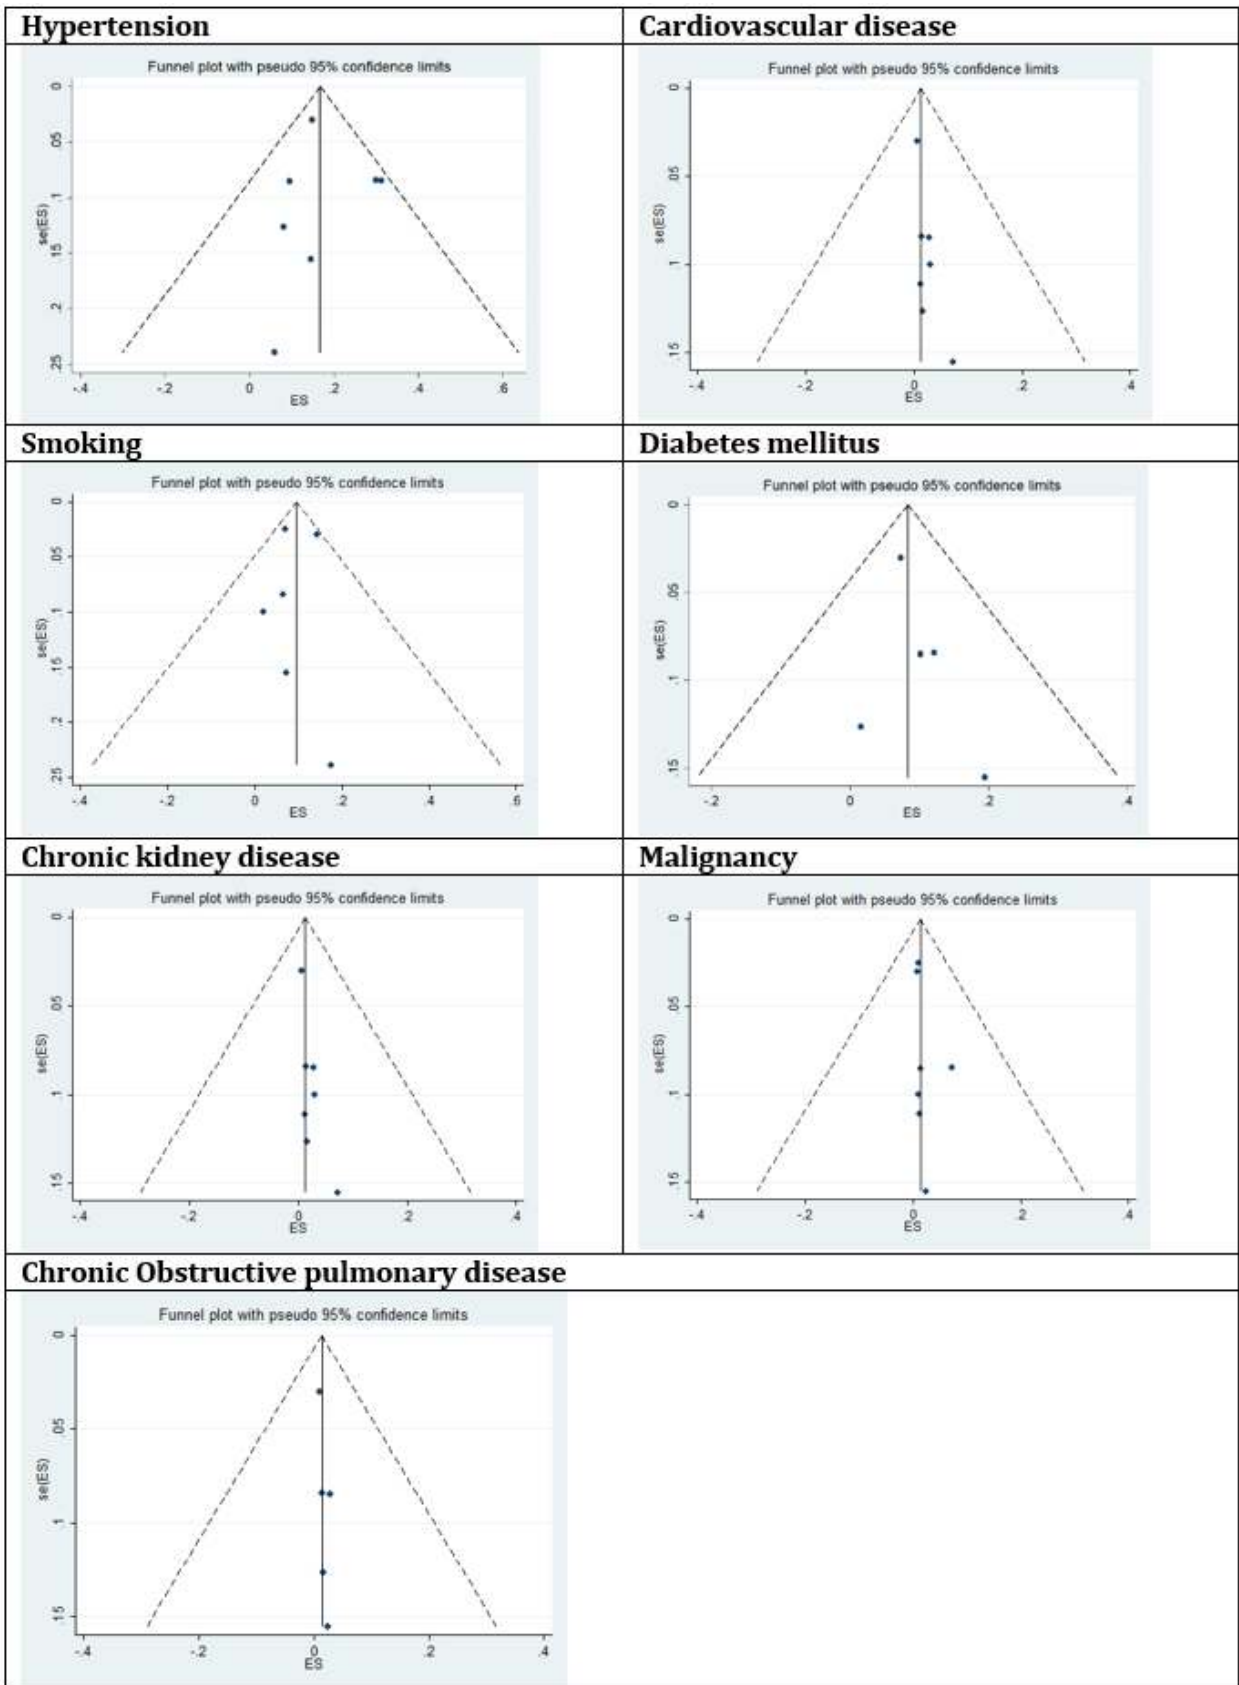 Hypertension
Cardiovascular disease
Funnel plot with pseudo 95% confidence limits
0
.05
.1
.15
.2
.25
se(ES)
-.4
-.2
0
.2
.4
.6
ES
Funnel plot with pseudo 95% confidence limits
0
.05
.1
.15
se(ES)
-.4
-.2
0
.2
.4
ES
Smoking
Diabetes mellitus
Funnel plot with pseudo 95% confidence limits
0
.05
.1
.15
.2
.25
se(ES)
-.4
-.2
0
.2
.4
.6
ES
Funnel plot with pseudo 95% confidence limits
0
.05
.1
.15
se(ES)
-.2
0
.2
.4
ES
Chronic kidney disease
Malignancy
Funnel plot with pseudo 95% confidence limits
0
.05
.1
.15
se(ES)
-.4
-.2
0
.2
.4
ES
Funnel plot with pseudo 95% confidence limits
0
.05
.1
.15
se(ES)
-.4
-.2
0
.2
.4
ES
Chronic Obstructive pulmonary disease
Funnel plot with pseudo 95% confidence limits
0
.05
.1
.15
se(ES)
-.4
-.2
0
.2
.4
ES